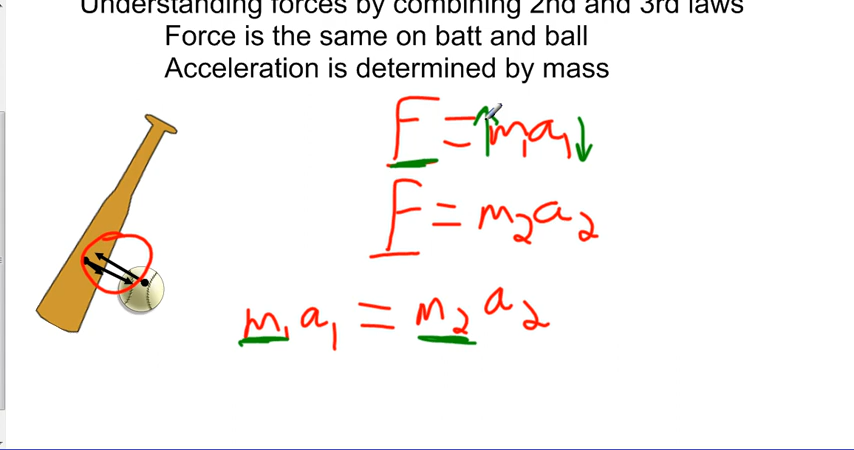 Understanding forces by combining 2nd and 3rd laws
Force is the same on batt and ball
Acceleration is determined by mass
F = ↑m₁a₁↓
F = m₂a₂
m₁a₁ = m₂a₂